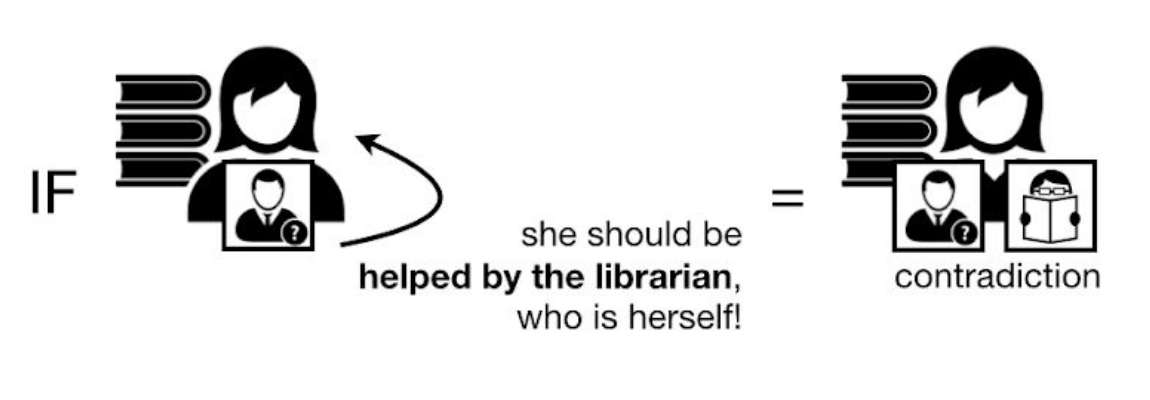 IF
she should be
helped by the librarian,
who is herself!
=
contradiction
?
?